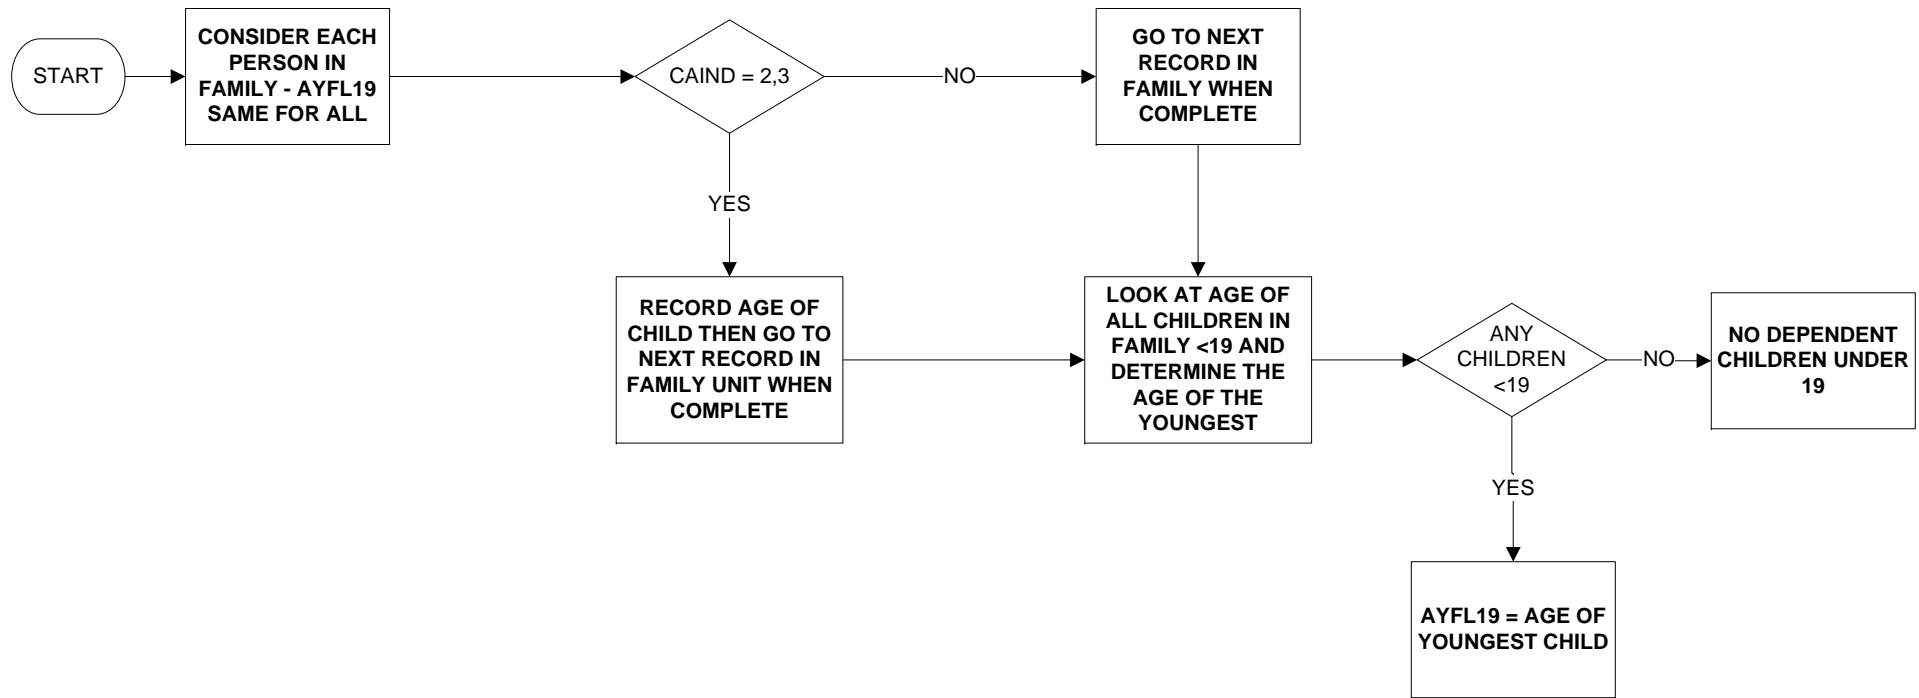 START
CONSIDER EACH
PERSON IN
FAMILY - AYFL19
SAME FOR ALL
CAIND = 2,3
NO
GO TO NEXT
RECORD IN
FAMILY WHEN
COMPLETE
YES
RECORD AGE OF
CHILD THEN GO TO
NEXT RECORD IN
FAMILY UNIT WHEN
COMPLETE
LOOK AT AGE OF
ALL CHILDREN IN
FAMILY <19 AND
DETERMINE THE
AGE OF THE
YOUNGEST
ANY
CHILDREN
<19
NO
NO DEPENDENT
CHILDREN UNDER
19
YES
AYFL19 = AGE OF
YOUNGEST CHILD